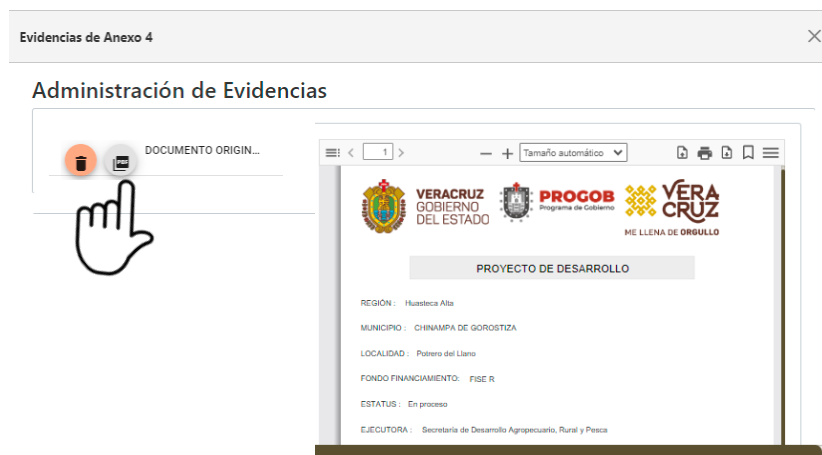 Evidencias de Anexo 4
Administración de Evidencias
DOCUMENTO ORIGIN...
PDF
1
Tamaño automático
VERACRUZ
GOBIERNO
DEL ESTADO
PROGOB
Programa de Gobierno
VERA
CRUZ
ME LLENA DE ORGULLO
PROYECTO DE DESARROLLO
REGIÓN : Huasteca Alta
MUNICIPIO : CHINAMPA DE GOROSTIZA
LOCALIDAD : Potrero del Llano
FONDO FINANCIAMIENTO: FISE R
ESTATUS : En proceso
EJECUTORA : Secretaría de Desarrollo Agropecuario, Rural y Pesca